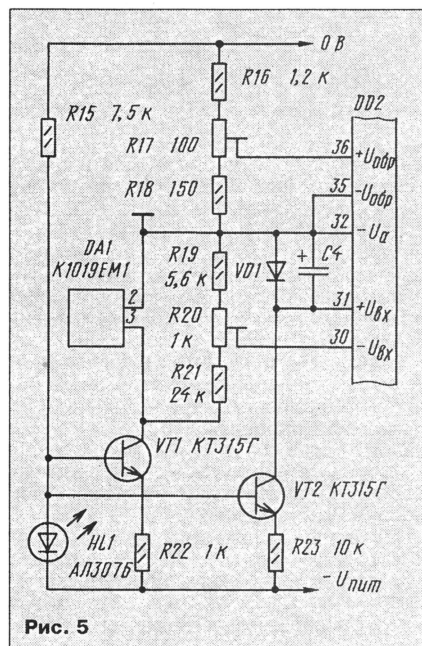 0 В
R16 1,2 к
DD2
R15 7,5 к
R17 100
36 +Uобр
35 -Uобр
R18 150
32 -Uа
DA1
К1019ЕМ1
2
3
R19
5,6 к
VD1
+ C4
31 +Uвх
R20
1 к
30 -Uвх
R21
24 к
VT1 КТ315Г
VT2 КТ315Г
HL1
АЛ307Б
R22 1 к
R23 10 к
- Uпит
Рис. 5